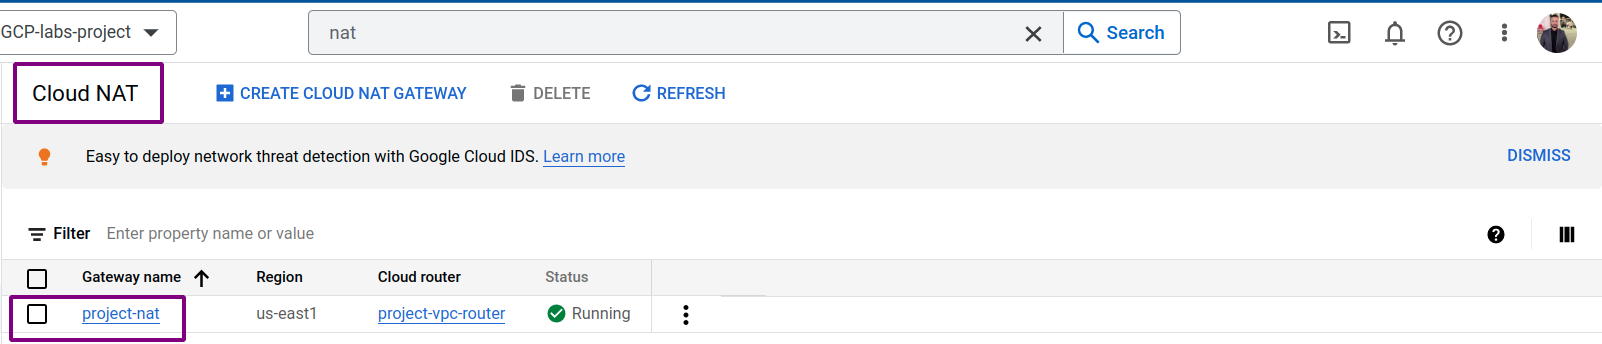 GCP-labs-project nat Search
Cloud NAT CREATE CLOUD NAT GATEWAY DELETE REFRESH
Easy to deploy network threat detection with Google Cloud IDS. Learn more DISMISS
Filter Enter property name or value
Gateway name Region Cloud router Status
project-nat us-east1 project-vpc-router Running